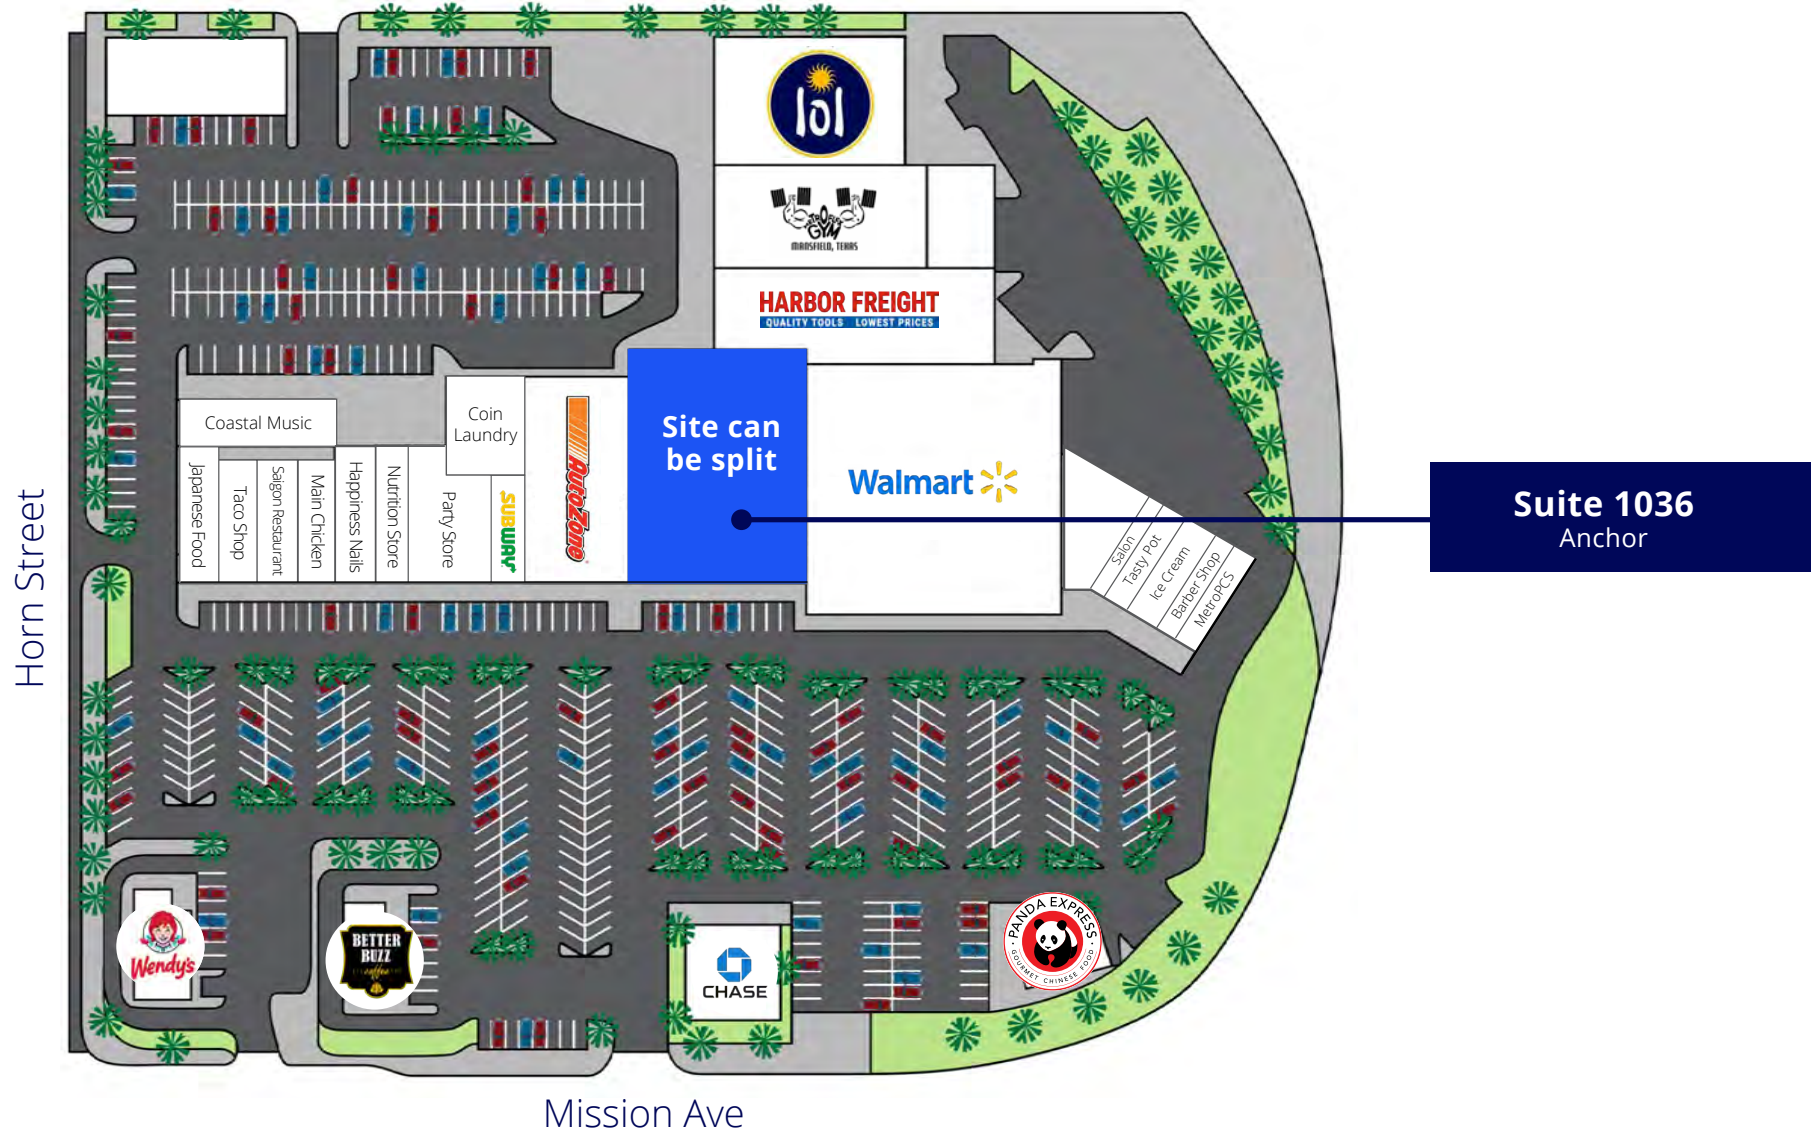 lol
METROFLEX
GYM
MANSFIELD, TEXAS
HARBOR FREIGHT
QUALITY TOOLS LOWEST PRICES
Coastal Music
Coin
Laundry
Japanese Food
Taco Shop
Saigon Restaurant
Main Chicken
Happiness Nails
Nutrition Store
Party Store
SUBWAY
AutoZone
Site can
be split
Walmart
Salon
Tasty Pot
Ice Cream
Barber Shop
MetroPCS
Suite 1036
Anchor
Horn Street
Wendy's
BETTER
BUZZ
coffee
CHASE
PANDA EXPRESS
GOURMET CHINESE FOOD
Mission Ave